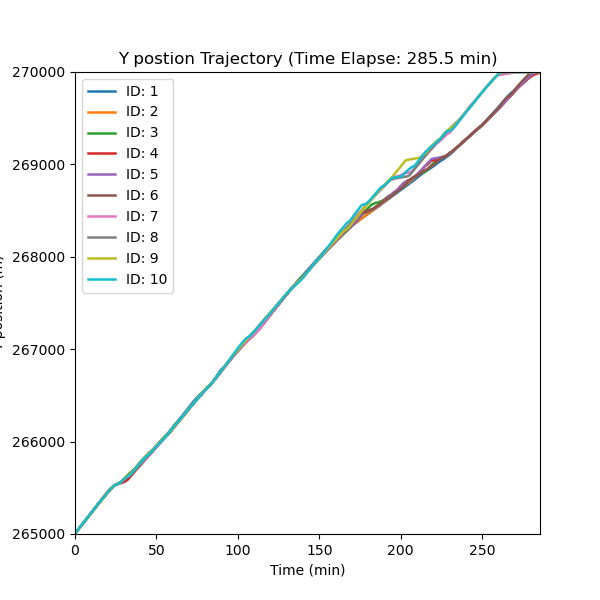 Y postion Trajectory (Time Elapse: 285.5 min)
270000
269000
268000
267000
266000
265000
ID: 1
ID: 2
ID: 3
ID: 4
ID: 5
ID: 6
ID: 7
ID: 8
ID: 9
ID: 10
0 50 100 150 200 250
Time (min)